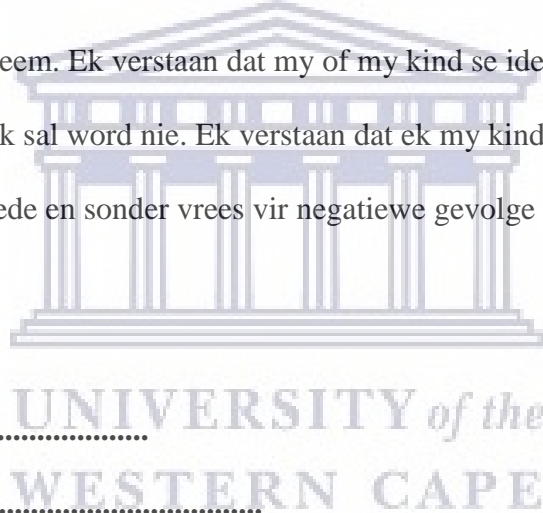 eem. Ek verstaan dat my of my kind se ide
k sal word nie. Ek verstaan dat ek my kind
ede en sonder vrees vir negatiewe gevolge
UNIVERSITY of the
....................
WESTERN CAPE
....................................